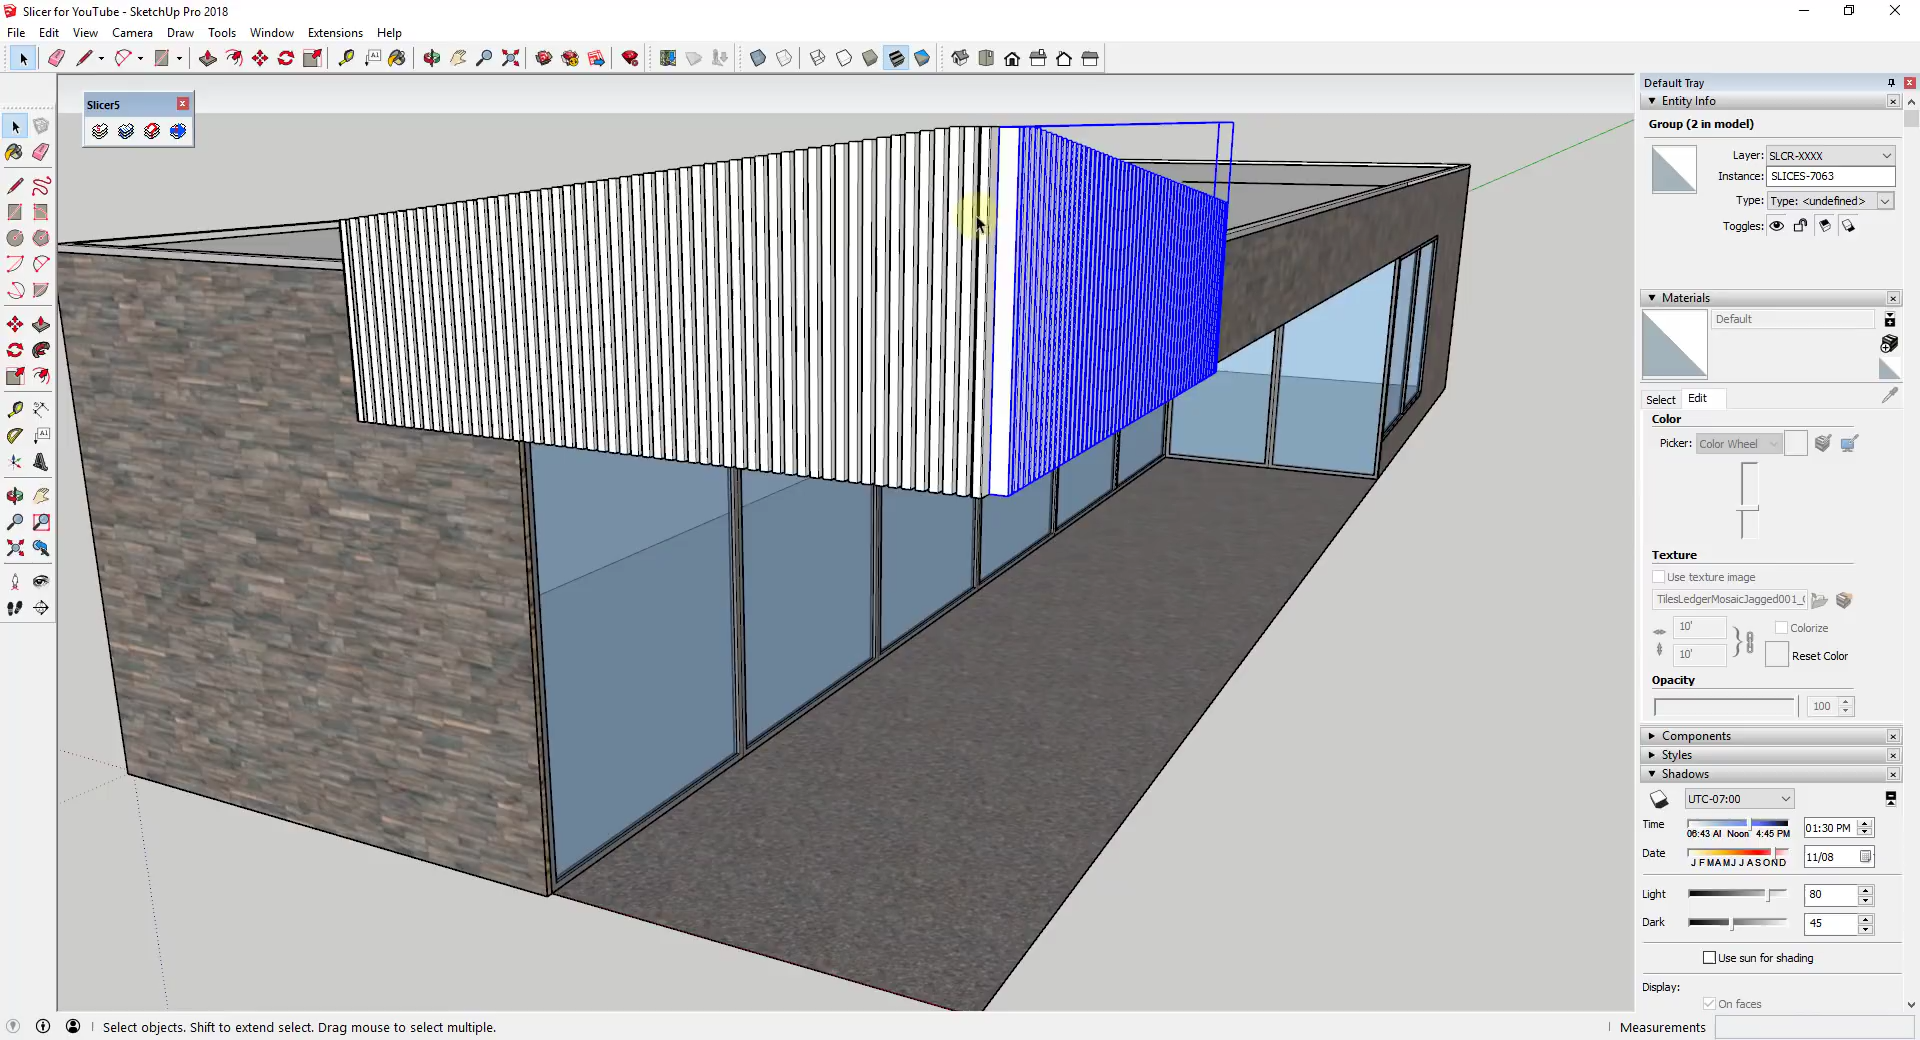 Slicer for YouTube - SketchUp Pro 2018
File Edit View Camera Draw Tools Window Extensions Help
Slicer5
Default Tray
Entity Info
Group (2 in model)
Layer: SLCR-XXXX
Instance: SLICES-7063
Type: Type: <undefined>
Toggles:
Materials
Default
Select Edit
Color
Picker: Color Wheel
Texture
Use texture image
TilesLedgerMosaicJagged001_
10'
Colorize
10'
Reset Color
Opacity
100
Components
Styles
Shadows
UTC-07:00
Time
06:43 AM Noon 4:45 PM
01:30 PM
Date
J F M A M J J A S O N D
11/08
Light 80
Dark 45
Use sun for shading
Display:
On faces
Select objects. Shift to extend select. Drag mouse to select multiple.
Measurements